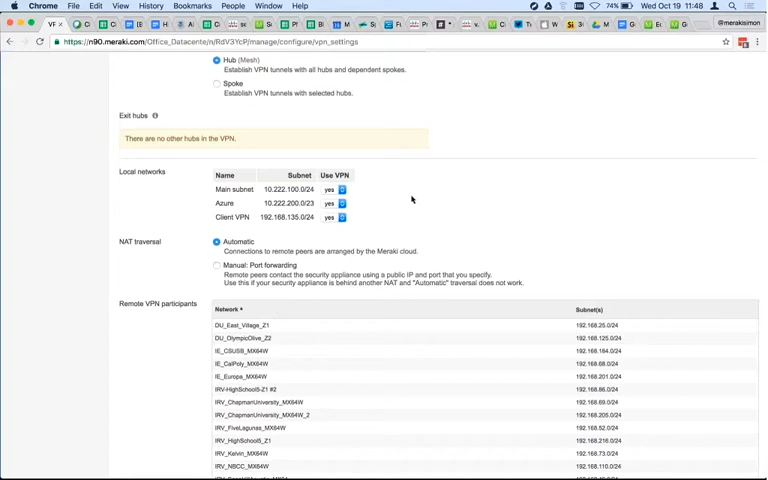 Chrome File Edit View History Bookmarks People Window Help 74% Wed Oct 19 11:48
@merakisimon
https://n90.meraki.com/Office_Datacente/n/RdV3YcP/manage/configure/vpn_settings
Hub (Mesh)
Establish VPN tunnels with all hubs and dependent spokes.
Spoke
Establish VPN tunnels with selected hubs.
Exit hubs
There are no other hubs in the VPN.
Local networks
Name Subnet Use VPN
Main subnet 10.222.100.0/24 yes
Azure 10.222.200.0/23 yes
Client VPN 192.168.135.0/24 yes
NAT traversal
Automatic
Connections to remote peers are arranged by the Meraki cloud.
Manual: Port forwarding
Remote peers contact the security appliance using a public IP and port that you specify.
Use this if your security appliance is behind another NAT and "Automatic" traversal does not work.
Remote VPN participants
Network Subnet(s)
DU_East_Village_Z1 192.168.25.0/24
DU_OlympicOlive_Z2 192.168.125.0/24
IE_CSUSB_MX64W 192.168.184.0/24
IE_CalPoly_MX64W 192.168.68.0/24
IE_Europa_MX64W 192.168.201.0/24
IRV-HighSchool5-Z1 #2 192.168.86.0/24
IRV_ChapmanUniversity_MX64W 192.168.69.0/24
IRV_ChapmanUniversity_MX64W_2 192.168.205.0/24
IRV_FiveLagunas_MX64W 192.168.52.0/24
IRV_HighSchool5_Z1 192.168.216.0/24
IRV_Kelvin_MX64W 192.168.73.0/24
IRV_NBCC_MX64W 192.168.110.0/24